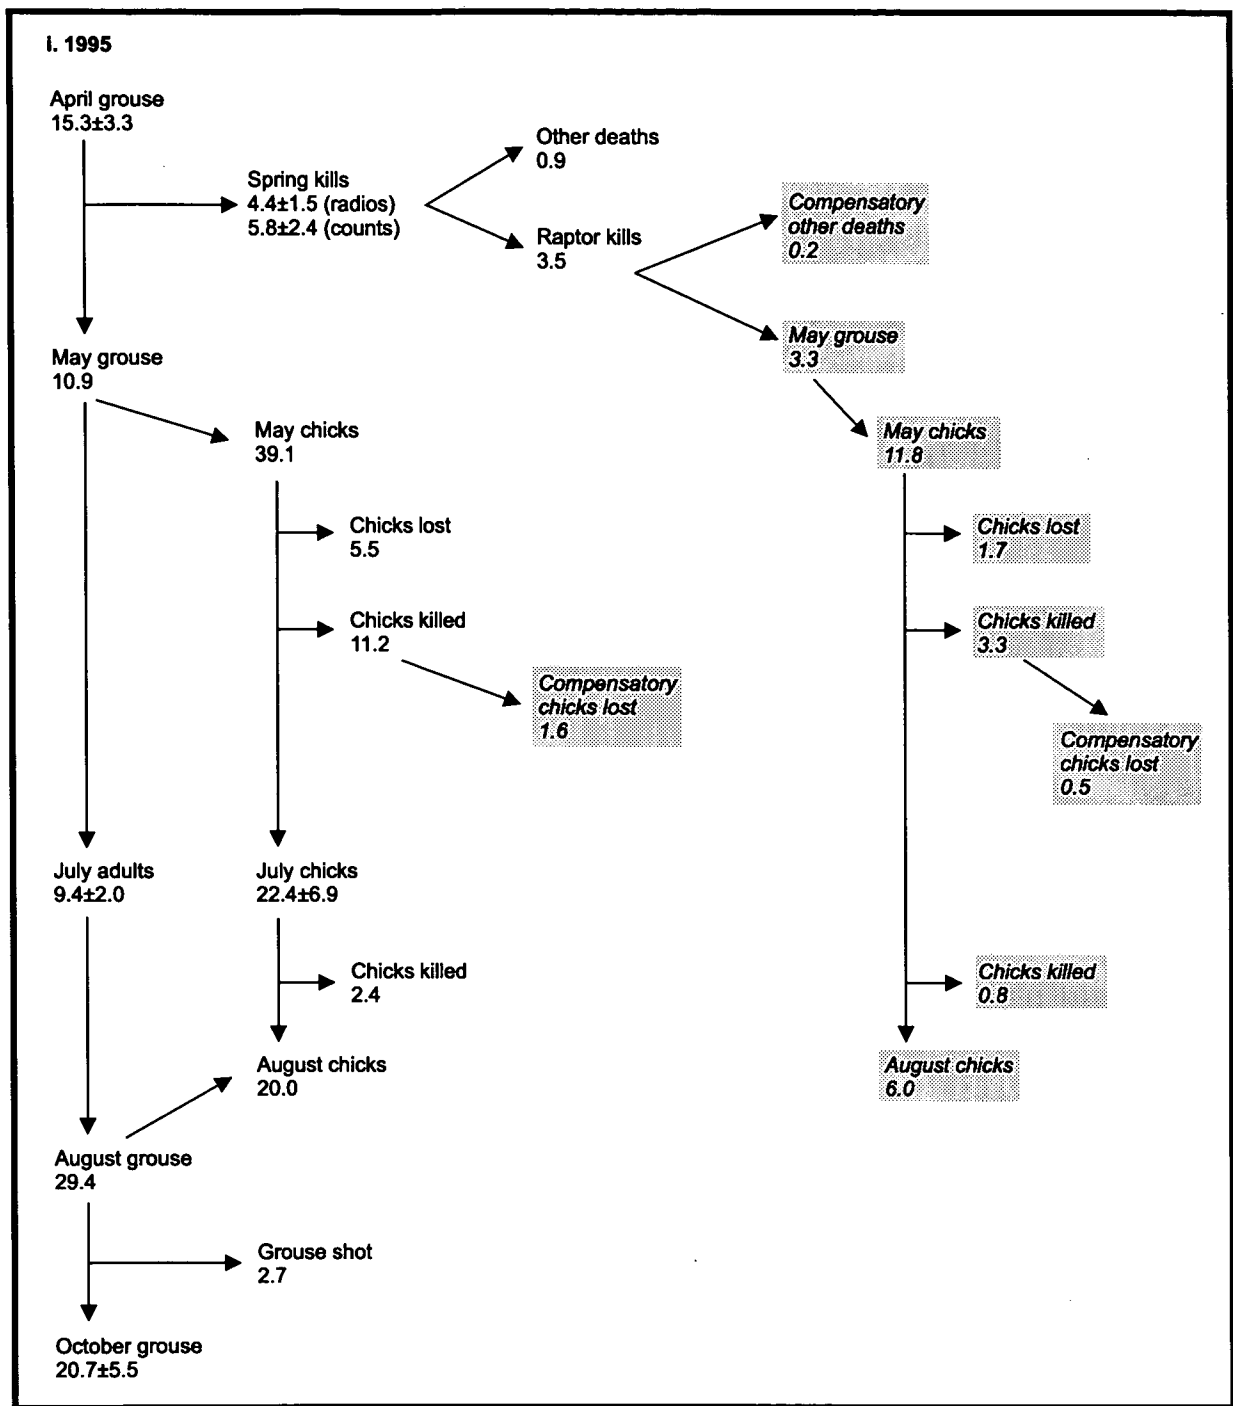 i. 1995
April grouse
15.3±3.3
Other deaths
0.9
Spring kills
4.4±1.5 (radios)
5.8±2.4 (counts)
Raptor kills
3.5
Compensatory
other deaths
0.2
May grouse
10.9
May grouse
3.3
May chicks
39.1
May chicks
11.8
Chicks lost
5.5
Chicks lost
1.7
Chicks killed
11.2
Chicks killed
3.3
Compensatory
chicks lost
1.6
Compensatory
chicks lost
0.5
July adults
9.4±2.0
July chicks
22.4±6.9
Chicks killed
2.4
Chicks killed
0.8
August chicks
20.0
August chicks
6.0
August grouse
29.4
Grouse shot
2.7
October grouse
20.7±5.5